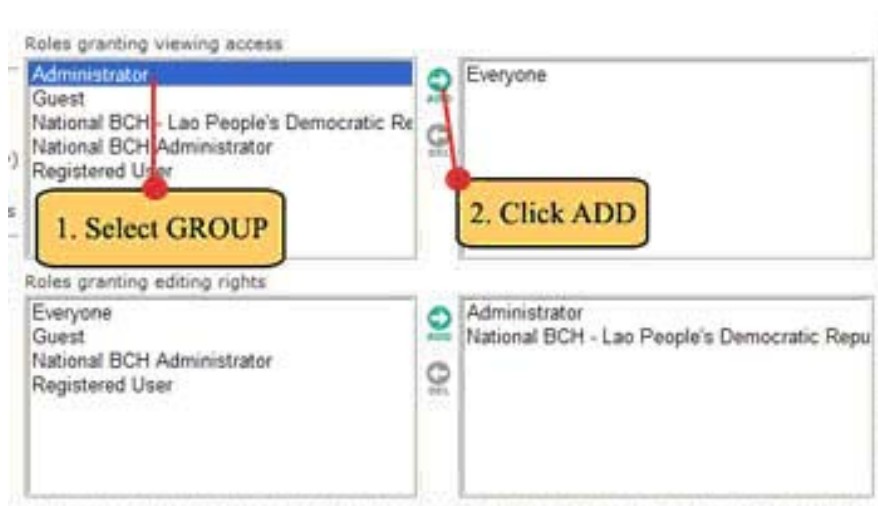 Roles granting viewing access
Administrator
Guest
National BCH - Lao People's Democratic Re
National BCH Administrator
Registered User
ADD
DEL
Everyone
1. Select GROUP
2. Click ADD
Roles granting editing rights
Everyone
Guest
National BCH Administrator
Registered User
ADD
DEL
Administrator
National BCH - Lao People's Democratic Repu